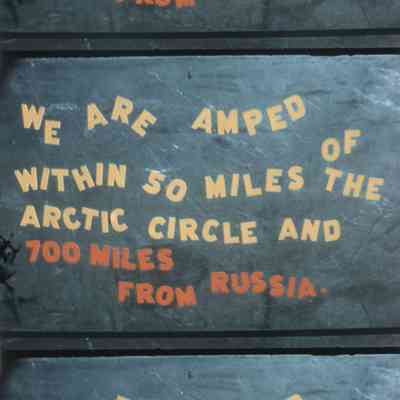 WE ARE AMPED
WITHIN 50 MILES OF THE
ARCTIC CIRCLE AND
700 MILES
FROM RUSSIA.